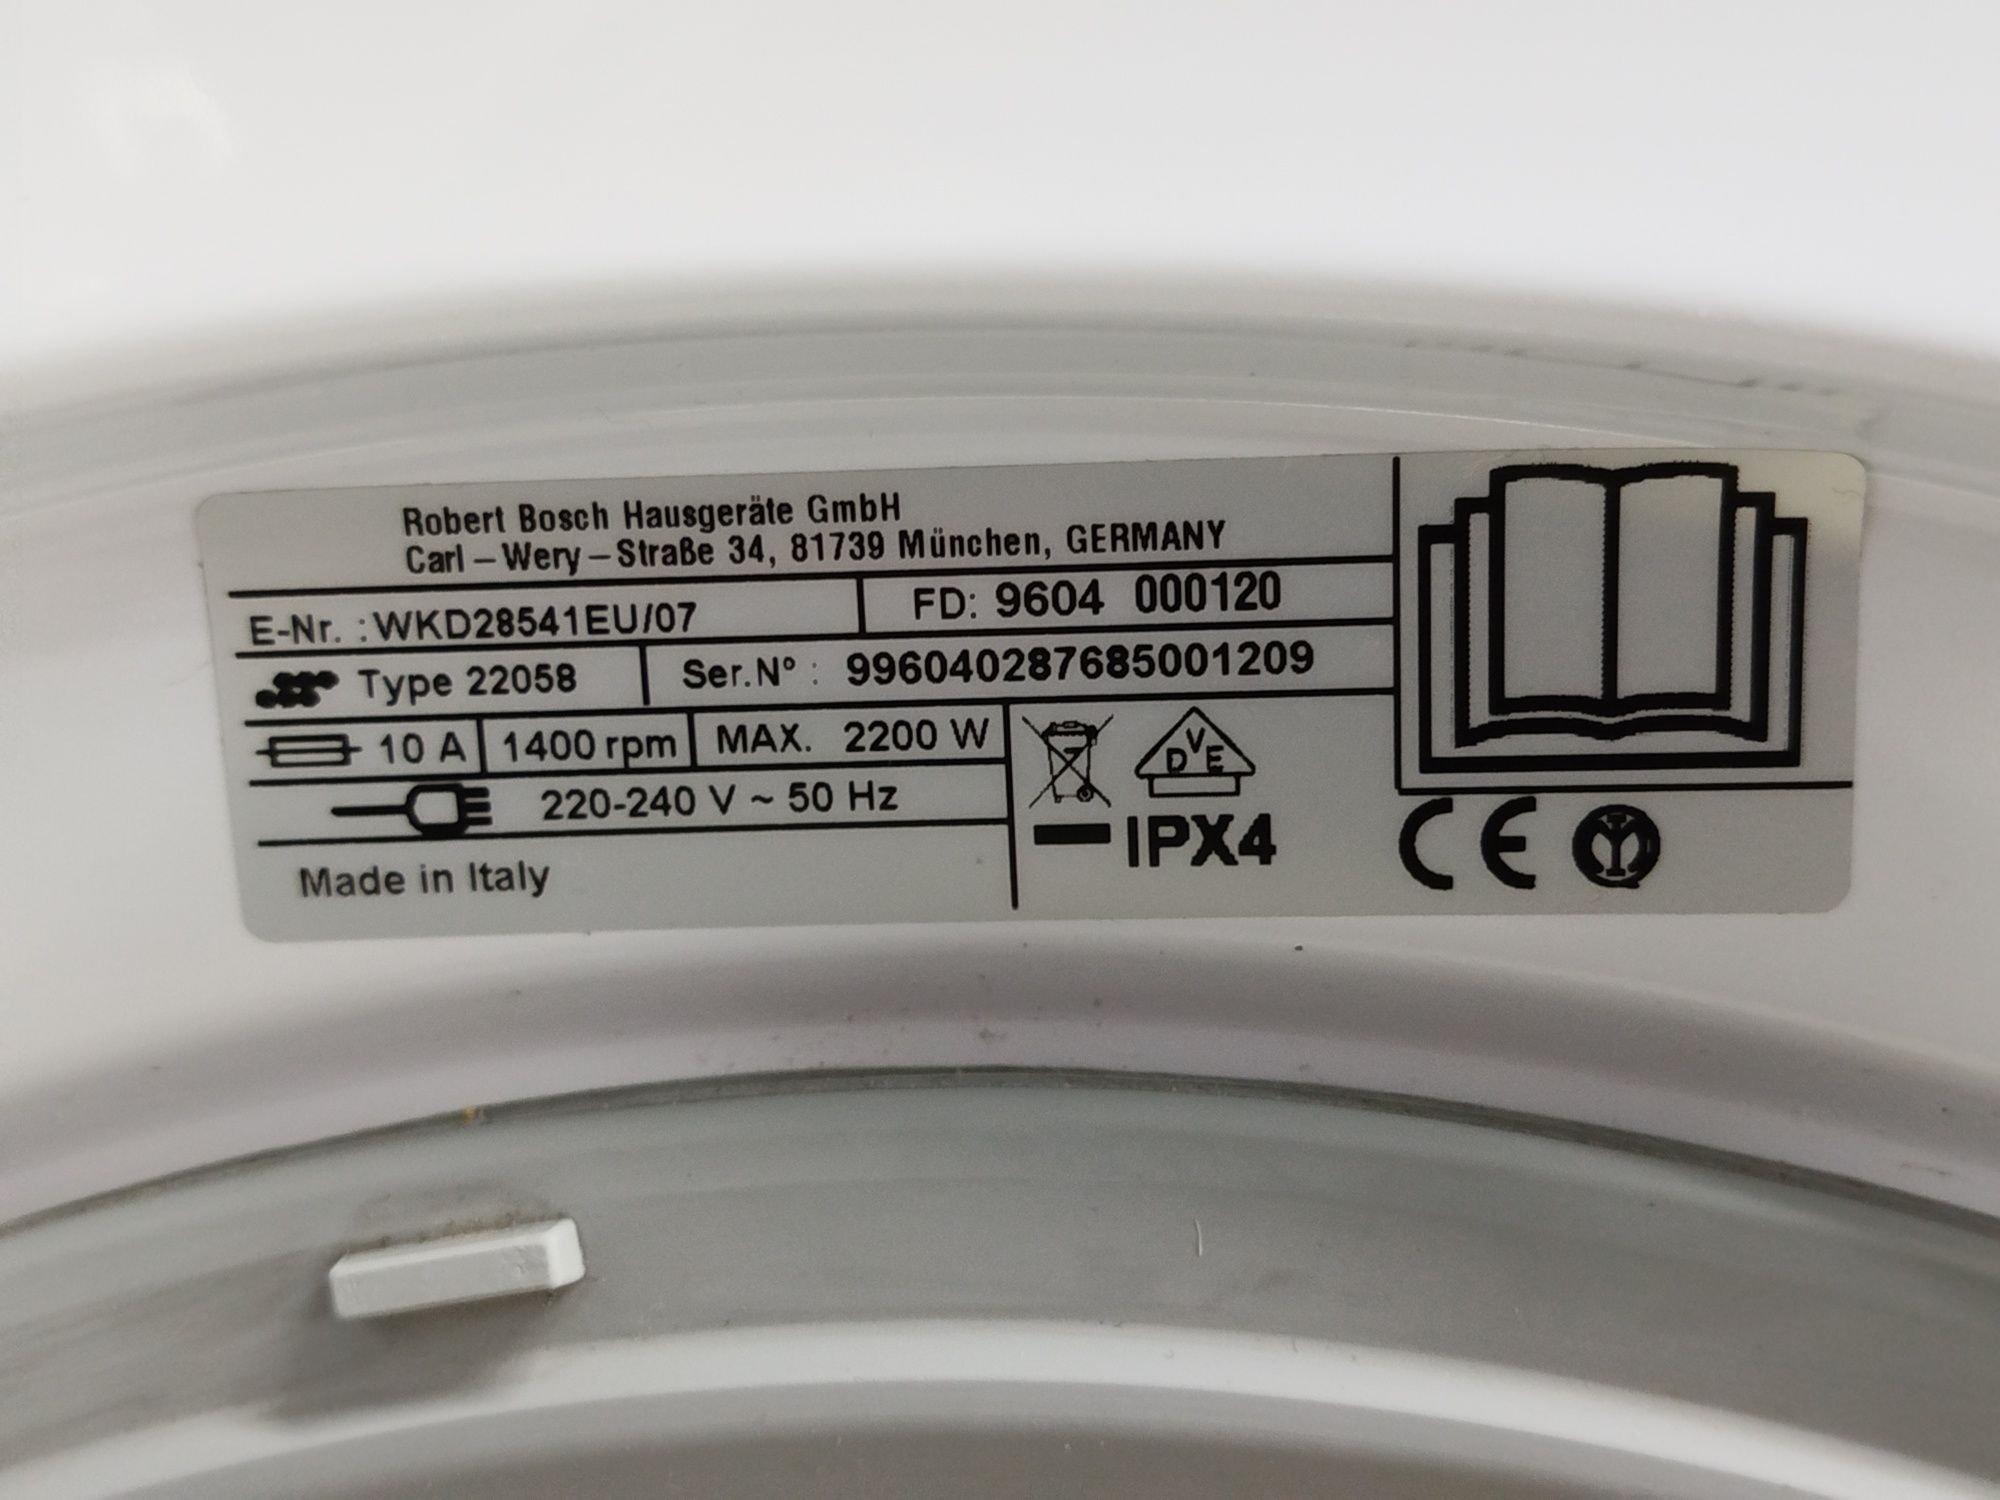 Robert Bosch Hausgeräte GmbH
Carl – Wery – Straße 34, 81739 München, GERMANY
E-Nr. : WKD28541EU/07
FD: 9604 000120
Type 22058
Ser.Nº : 996040287685001209
10 A
1400 rpm
MAX. 2200 W
220-240 V ~ 50 Hz
Made in Italy
DVE
IPX4
CE